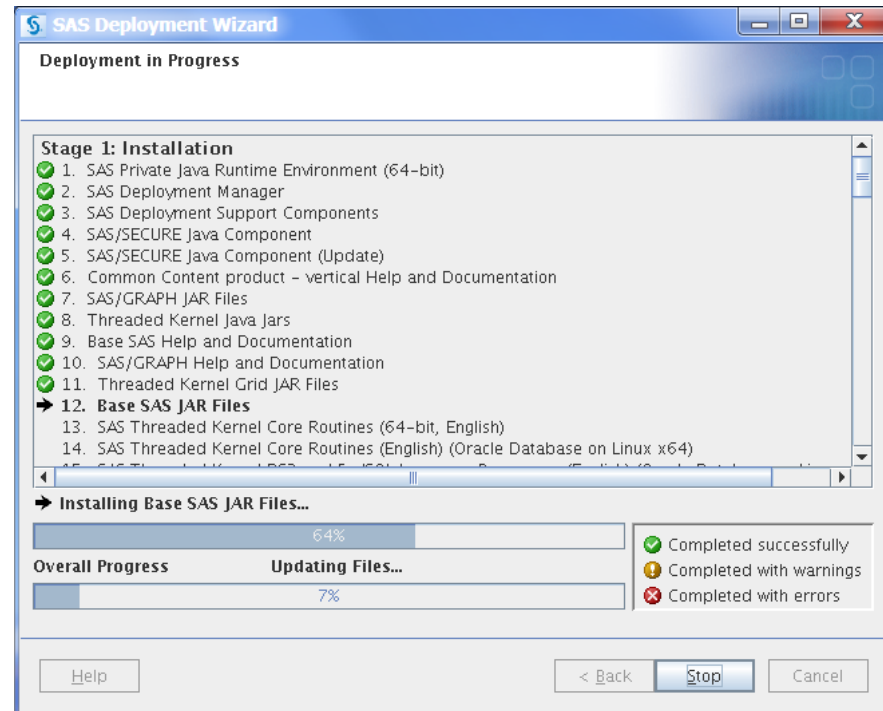 SAS Deployment Wizard
Deployment in Progress
Stage 1: Installation
1. SAS Private Java Runtime Environment (64-bit)
2. SAS Deployment Manager
3. SAS Deployment Support Components
4. SAS/SECURE Java Component
5. SAS/SECURE Java Component (Update)
6. Common Content product - vertical Help and Documentation
7. SAS/GRAPH JAR Files
8. Threaded Kernel Java Jars
9. Base SAS Help and Documentation
10. SAS/GRAPH Help and Documentation
11. Threaded Kernel Grid JAR Files
12. Base SAS JAR Files
13. SAS Threaded Kernel Core Routines (64-bit, English)
14. SAS Threaded Kernel Core Routines (English) (Oracle Database on Linux x64)
Installing Base SAS JAR Files...
64%
Overall Progress Updating Files...
7%
Completed successfully
Completed with warnings
Completed with errors
Help
< Back Stop Cancel